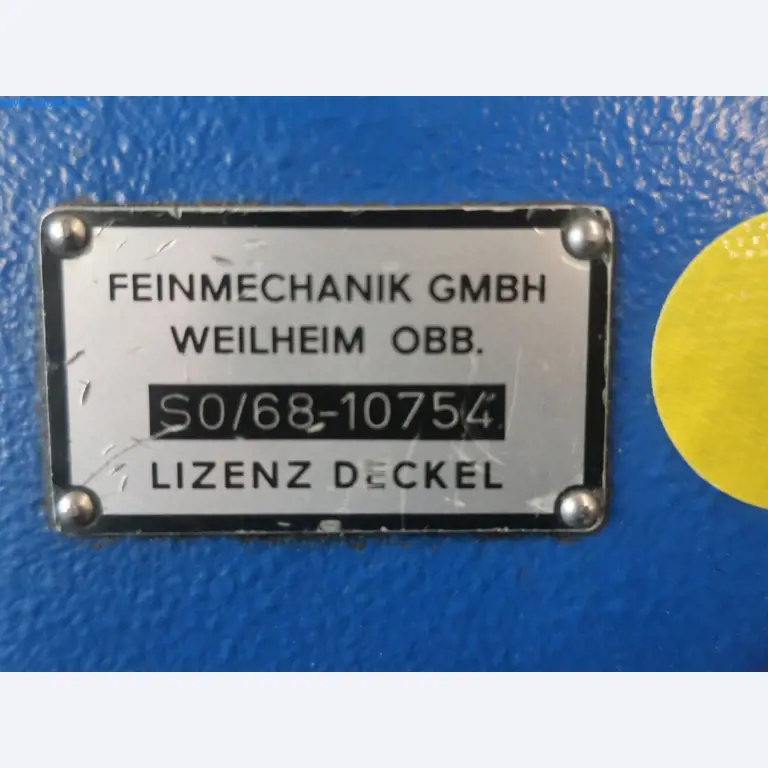 FEINMECHANIK GMBH
WEILHEIM OBB.
S0/68-10754
LIZENZ DECKEL